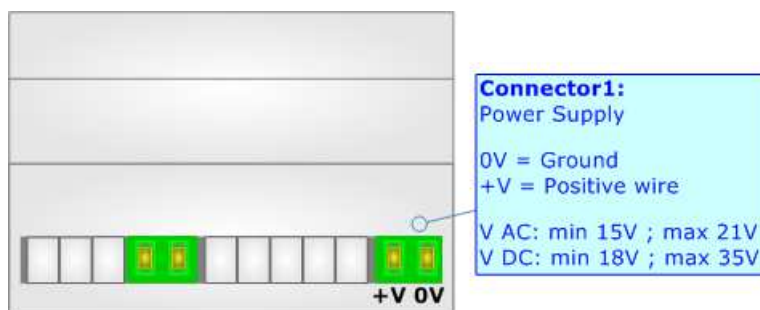 Connector1:
Power Supply
0V = Ground
+V = Positive wire
V AC: min 15V ; max 21V
V DC: min 18V ; max 35V
+V 0V